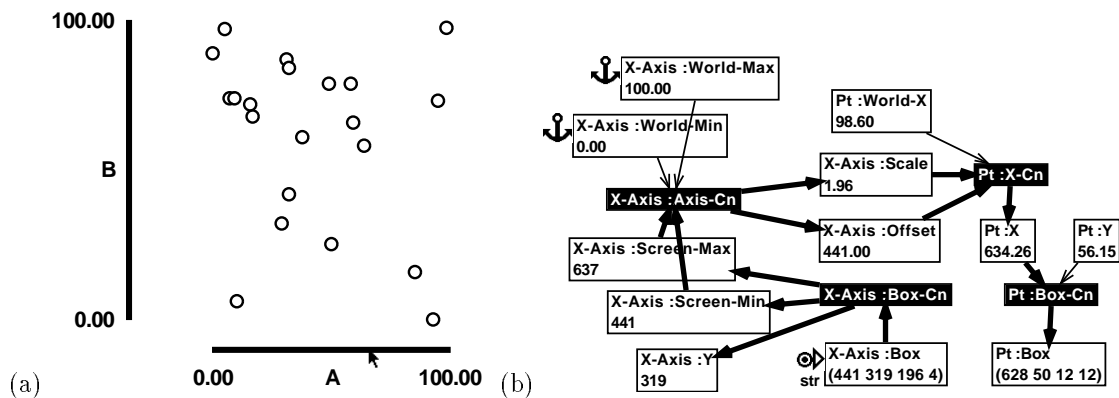 100.00
B
0.00
0.00
A
100.00
(a)
X-Axis :World-Max
100.00
X-Axis :World-Min
0.00
Pt :World-X
98.60
X-Axis :Axis-Cn
X-Axis :Scale
1.96
Pt :X-Cn
X-Axis :Offset
441.00
Pt :X
634.26
Pt :Y
56.15
X-Axis :Screen-Max
637
X-Axis :Screen-Min
441
X-Axis :Box-Cn
Pt :Box-Cn
X-Axis :Y
319
str
X-Axis :Box
(441 319 196 4)
Pt :Box
(628 50 12 12)
(b)